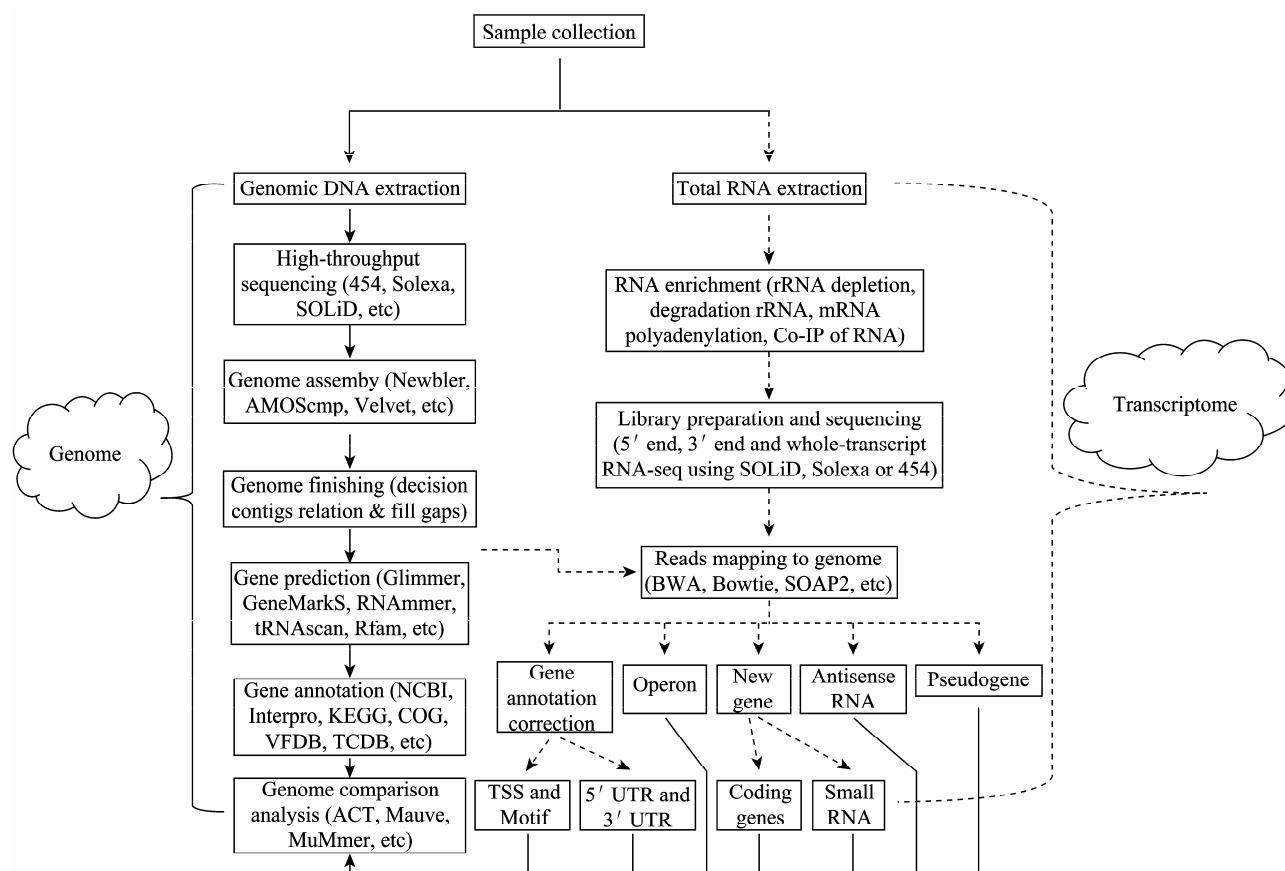 Sample collection
Genomic DNA extraction
High-throughput
sequencing (454, Solexa,
SOLiD, etc)
Genome assemby (Newbler,
AMOScmp, Velvet, etc)
Genome finishing (decision
contigs relation & fill gaps)
Gene prediction (Glimmer,
GeneMarkS, RNAmmer,
tRNAscan, Rfam, etc)
Gene annotation (NCBI,
Interpro, KEGG, COG,
VFDB, TCDB, etc)
Genome comparison
analysis (ACT, Mauve,
MuMmer, etc)
Genome
Total RNA extraction
RNA enrichment (rRNA depletion,
degradation rRNA, mRNA
polyadenylation, Co-IP of RNA)
Library preparation and sequencing
(5′ end, 3′ end and whole-transcript
RNA-seq using SOLiD, Solexa or 454)
Reads mapping to genome
(BWA, Bowtie, SOAP2, etc)
Gene
annotation
correction
Operon
New
gene
Antisense
RNA
Pseudogene
TSS and
Motif
5′ UTR and
3′ UTR
Coding
genes
Small
RNA
Transcriptome